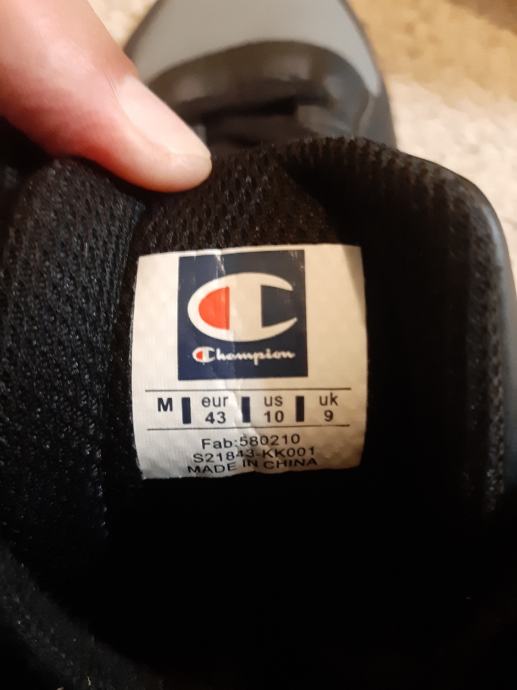 Champion
M eur us uk
43 10 9
Fab:580210
S21843-KK001
MADE IN CHINA